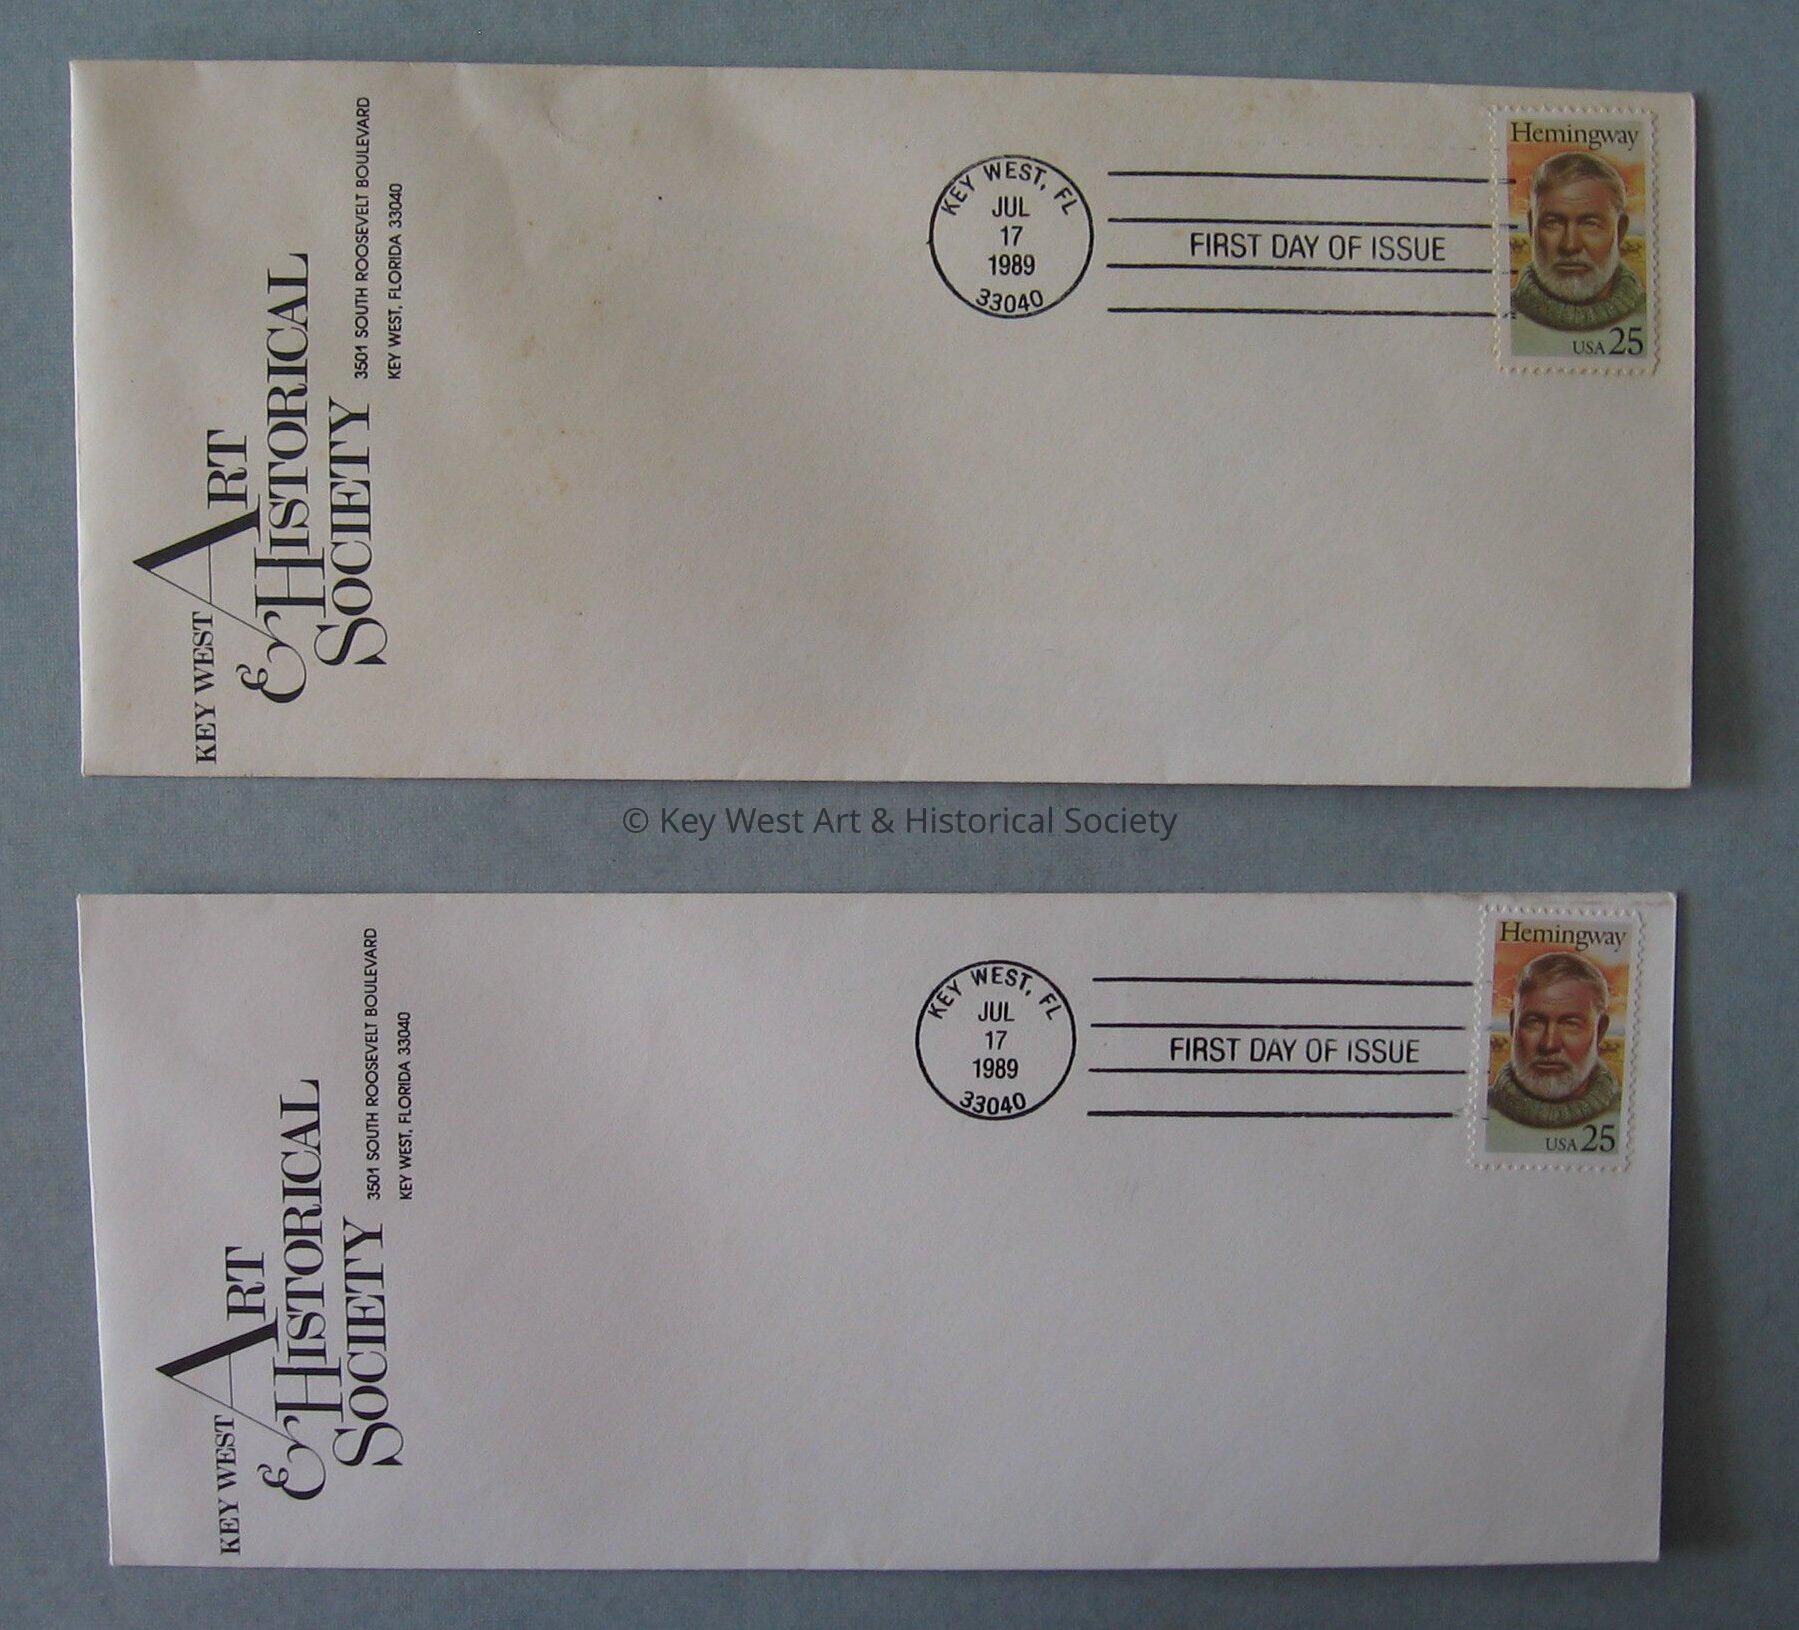 KEY WEST
ART
& HISTORICAL
SOCIETY
3501 SOUTH ROOSEVELT BOULEVARD
KEY WEST, FLORIDA 33040
KEY WEST, FL
JUL
17
1989
33040
FIRST DAY OF ISSUE
Hemingway
USA 25
© Key West Art & Historical Society
KEY WEST
ART
& HISTORICAL
SOCIETY
3501 SOUTH ROOSEVELT BOULEVARD
KEY WEST, FLORIDA 33040
KEY WEST, FL
JUL
17
1989
33040
FIRST DAY OF ISSUE
Hemingway
USA 25